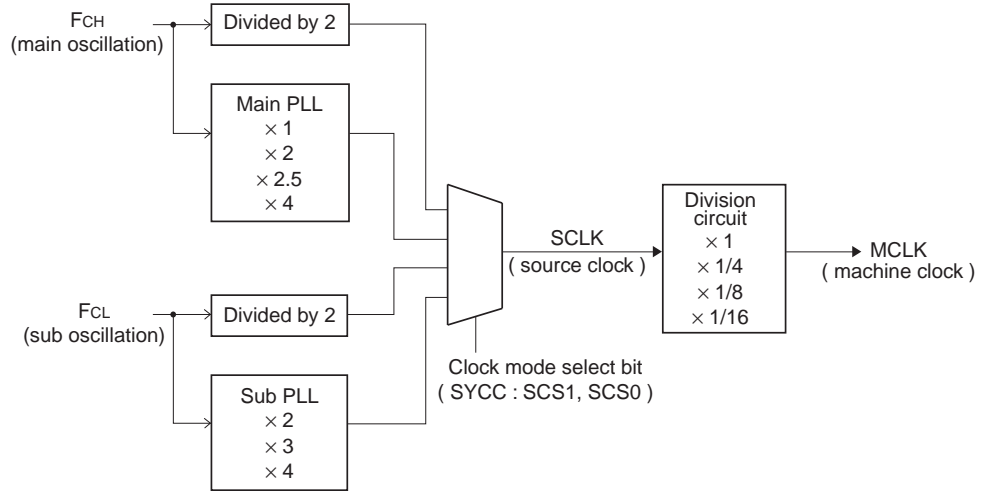 FCH
(main oscillation)
Divided by 2
Main PLL
× 1
× 2
× 2.5
× 4
FCL
(sub oscillation)
Divided by 2
Sub PLL
× 2
× 3
× 4
Clock mode select bit
( SYCC : SCS1, SCS0 )
SCLK
( source clock )
Division
circuit
× 1
× 1/4
× 1/8
× 1/16
MCLK
( machine clock )